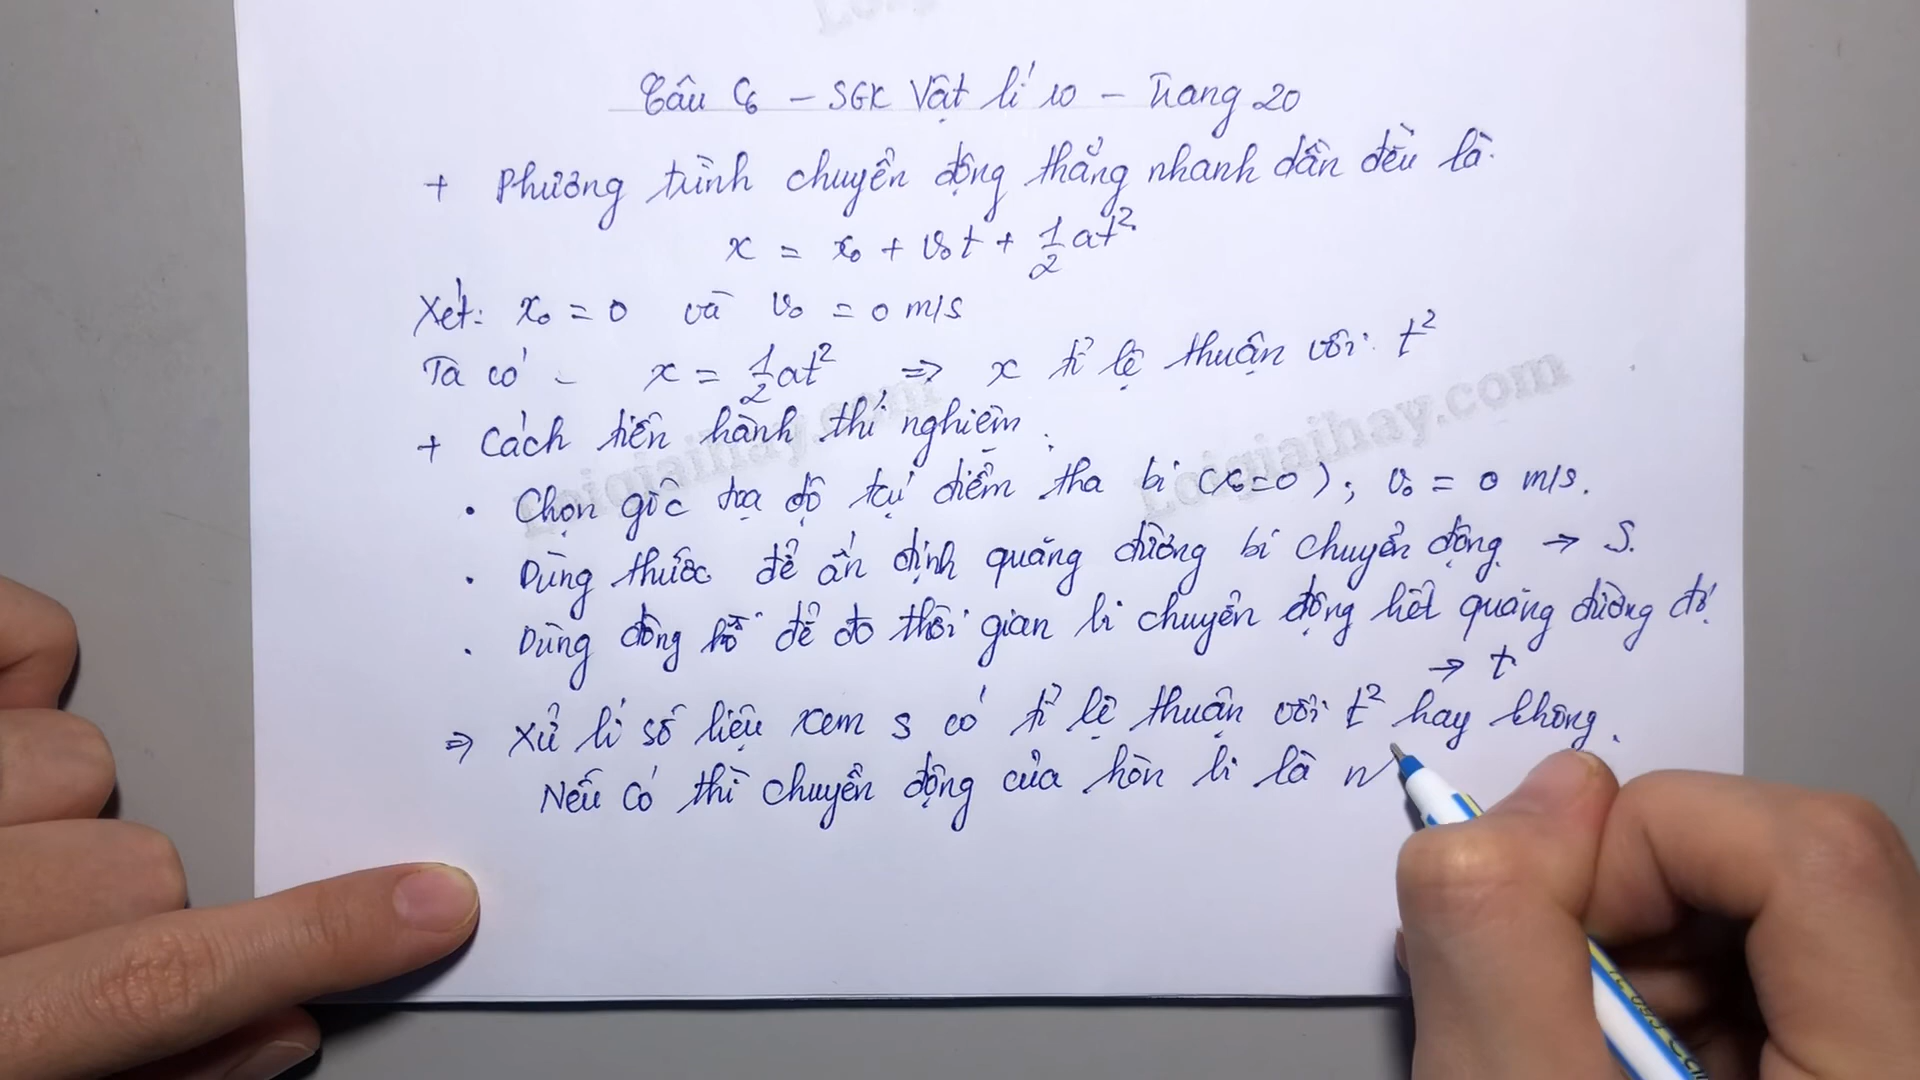 Câu C6 – SGK Vật lí 10 – Trang 20
+ Phương trình chuyển động thẳng nhanh dần đều là:
x = x₀ + v₀t + 1/2 at²
Xét: x₀ = 0 và v₀ = 0 m/s
Ta có: x = 1/2 at² => x tỉ lệ thuận với t²
+ Cách tiến hành thí nghiệm:
• Chọn gốc tọa độ tại điểm thả bi (x₀=0); v₀ = 0 m/s.
• Dùng thước để ấn định quãng đường bi chuyển động → S.
• Dùng đồng hồ để đo thời gian bi chuyển động hết quãng đường đó
→ t
=> Xử lí số liệu xem s có tỉ lệ thuận với t² hay không.
Nếu có thì chuyển động của hòn bi là n
Loigiaihay.com
Loigiaihay.com